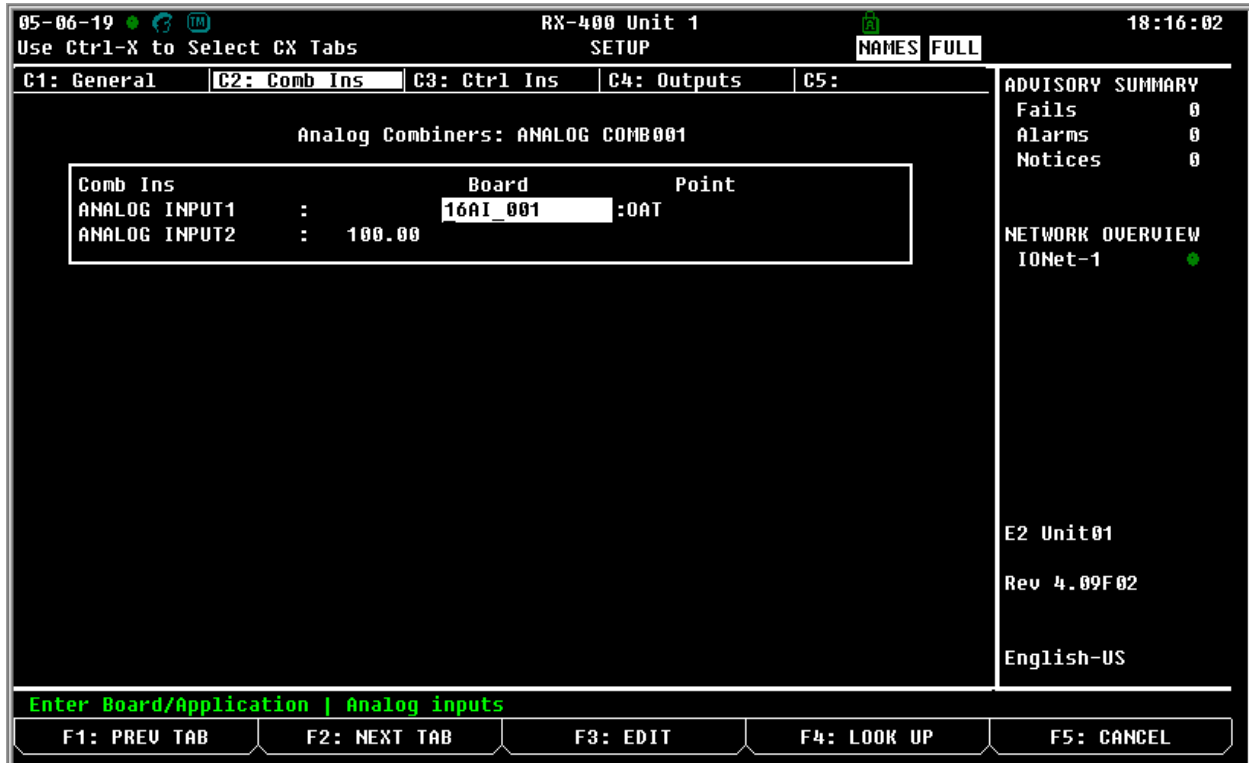 05-06-19 TM RX-400 Unit 1 A 18:16:02
Use Ctrl-X to Select CX Tabs SETUP NAMES FULL
C1: General C2: Comb Ins C3: Ctrl Ins C4: Outputs C5:
Analog Combiners: ANALOG COMB001
Comb Ins Board Point
ANALOG INPUT1 : 16AI_001 :OAT
ANALOG INPUT2 : 100.00
ADVISORY SUMMARY
Fails 0
Alarms 0
Notices 0
NETWORK OVERVIEW
IONet-1
E2 Unit01
Rev 4.09F02
English-US
Enter Board/Application | Analog inputs
F1: PREV TAB F2: NEXT TAB F3: EDIT F4: LOOK UP F5: CANCEL